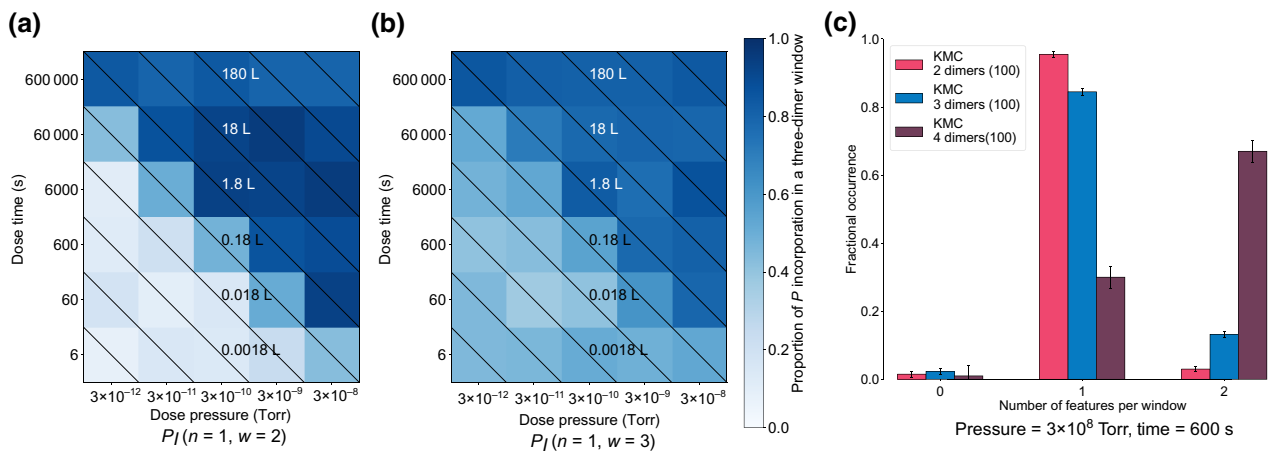 (a)
600 000
60 000
6000
600
60
6
Dose time (s)
180 L
18 L
1.8 L
0.18 L
0.018 L
0.0018 L
3×10⁻¹²
3×10⁻¹¹
3×10⁻¹⁰
3×10⁻⁹
3×10⁻⁸
Dose pressure (Torr)
P_I (n = 1, w = 2)
(b)
600 000
60 000
6000
600
60
6
Dose time (s)
180 L
18 L
1.8 L
0.18 L
0.018 L
0.0018 L
3×10⁻¹²
3×10⁻¹¹
3×10⁻¹⁰
3×10⁻⁹
3×10⁻⁸
Dose pressure (Torr)
P_I (n = 1, w = 3)
1.0
0.8
0.6
0.4
0.2
0.0
Proportion of P incorporation in a three-dimer window
(c)
1.0
0.8
0.6
0.4
0.2
0.0
Fractional occurrence
KMC
2 dimers (100)
KMC
3 dimers (100)
KMC
4 dimers(100)
0
1
2
Number of features per window
Pressure = 3×10⁸ Torr, time = 600 s